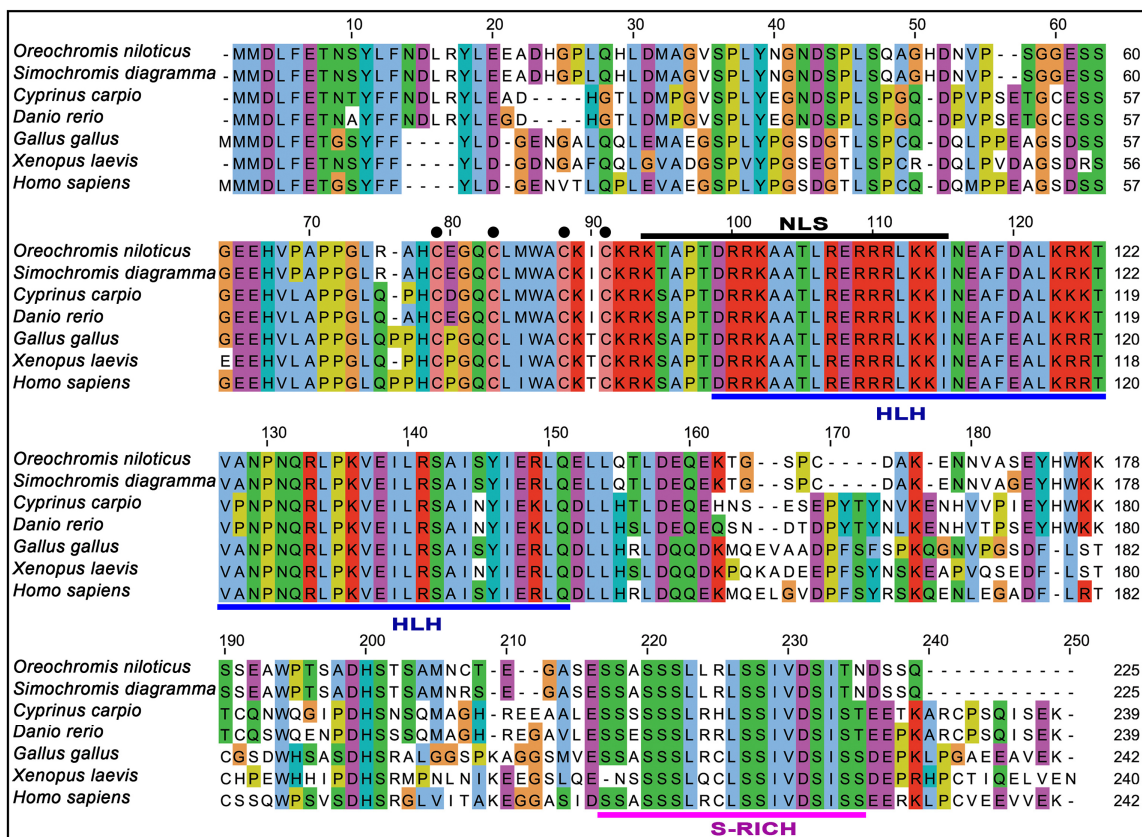 10 20 30 40 50 60
Oreochromis niloticus -MMDLFETNSYLFNDLRYLEEADHGPLQHLDMAGVSPLYNGNDSPLSQAGHDNVP--SGGESS 60
Simochromis diagramma -MMDLFETNSYLFNDLRYLEEADHGPLQHLDMAGVSPLYNGNDSPLSQAGHDNVP--SGGESS 60
Cyprinus carpio -MMDLFETNTYFFNDLRYLEAD----HGTLDMPGVSPLYEGNDSPLSPGQ-DPVPSETGCESS 57
Danio rerio -MMDLFETNAYFFNDLRYLEGD----HGTLDMPGVSPLYEGNDSPLSPGQ-DPVPSETGCESS 57
Gallus gallus MMMDLFETGSYFF----YLD-GENGALQQLEMAEGSPLYPGSDGTLSPCQ-DQLPPEAGSDSS 57
Xenopus laevis -MMDLFETNSYFF----YLD-GDNGAFQQLGVADGSPVYPGSEGTLSPCR-DQLPVDAGSDRS 56
Homo sapiens MMMDLFETGSYFF----YLD-GENVTLQPLEVAEGSPLYPGSDGTLSPCQ-DQMPPEAGSDSS 57
70 80 90 100 NLS 110 120
Oreochromis niloticus GEEHVPAPPGLR-AHCEGQCLMWACKICKRKTAPTDRRKAATLRERRRLKKINEAFDALKRKT 122
Simochromis diagramma GEEHVPAPPGLR-AHCEGQCLMWACKICKRKTAPTDRRKAATLRERRRLKKINEAFDALKRKT 122
Cyprinus carpio GEEHVLAPPGLQ-PHCDGQCLMWACKICKRKSAPTDRRKAATLRERRRLKKINEAFDALKKKT 119
Danio rerio GEEHVLAPPGLQ-AHCEGQCLMWACKICKRKSAPTDRRKAATLRERRRLKKINEAFDALKKKT 119
Gallus gallus GEEHVLAPPGLQPPHCPGQCLIWACKTCKRKSAPTDRRKAATLRERRRLKKINEAFEALKRRT 120
Xenopus laevis EEEHVLAPPGLQ-PHCPGQCLIWACKTCKRKSAPTDRRKAATLRERRRLKKINEAFEALKRRT 118
Homo sapiens GEEHVLAPPGLQPPHCPGQCLIWACKTCKRKSAPTDRRKAATLRERRRLKKINEAFEALKRRT 120
HLH
130 140 150 160 170 180
Oreochromis niloticus VANPNQRLPKVEILRSAISYIERLQELLQTLDEQEKTG--SPC----DAK-ENNVASEYHWKK 178
Simochromis diagramma VANPNQRLPKVEILRSAISYIERLQELLQTLDEQEKTG--SPC----DAK-ENNVAGEYHWKK 178
Cyprinus carpio VPNPNQRLPKVEILRSAINYIERLQDLLHTLDEQEHNS--ESEPYTYNVKENHVVPIEYHWKK 180
Danio rerio VPNPNQRLPKVEILRSAINYIEKLQDLLHSLDEQEQSN--DTDPYTYNLKENHVTPSEYHWKK 180
Gallus gallus VANPNQRLPKVEILRSAISYIERLQDLLHRLDQQDKMQEVAADPFSFSPKQGNVPGSDF-LST 182
Xenopus laevis VANPNQRLPKVEILRSAINYIERLQDLLHSLDQQDKPQKADEEPFSYNSKEAPVQSEDF-LST 180
Homo sapiens VANPNQRLPKVEILRSAISYIERLQDLLHRLDQQEKMQELGVDPFSYRSKQENLEGADF-LRT 182
HLH
190 200 210 220 230 240 250
Oreochromis niloticus SSEAWPTSADHSTSAMNCT-E--GASESSASSSLLRLSSIVDSITNDSSQ----------- 225
Simochromis diagramma SSEAWPTSADHSTSAMNRS-E--GASESSASSSLLRLSSIVDSITNDSSQ----------- 225
Cyprinus carpio TCQNWQGIPDHSNSQMAGH-REEAALESSSSSSLRHLSSIVDSISTEETKARCPSQISEK- 239
Danio rerio TCQSWQENPDHSSSQMAGH-REGAVLESSESSSLRRLSSIVDSISTEEPKARCPSQISEK- 239
Gallus gallus CGSDWHSASDHSRALGGSPKAGGSMVESSASSSLRCLSSIVDSISSDEPKLPGAEEAVEK- 242
Xenopus laevis CHPEWHHIPDHSRMPNLNIKEEGSLQE-NSSSSLQCLSSIVDSISSDEPRHPCTIQELVEN 240
Homo sapiens CSSQWPSVSDHSRGLVITAKEGGASIDSSASSSLRCLSSIVDSISSEERKLPCVEEVVEK- 242
S-RICH